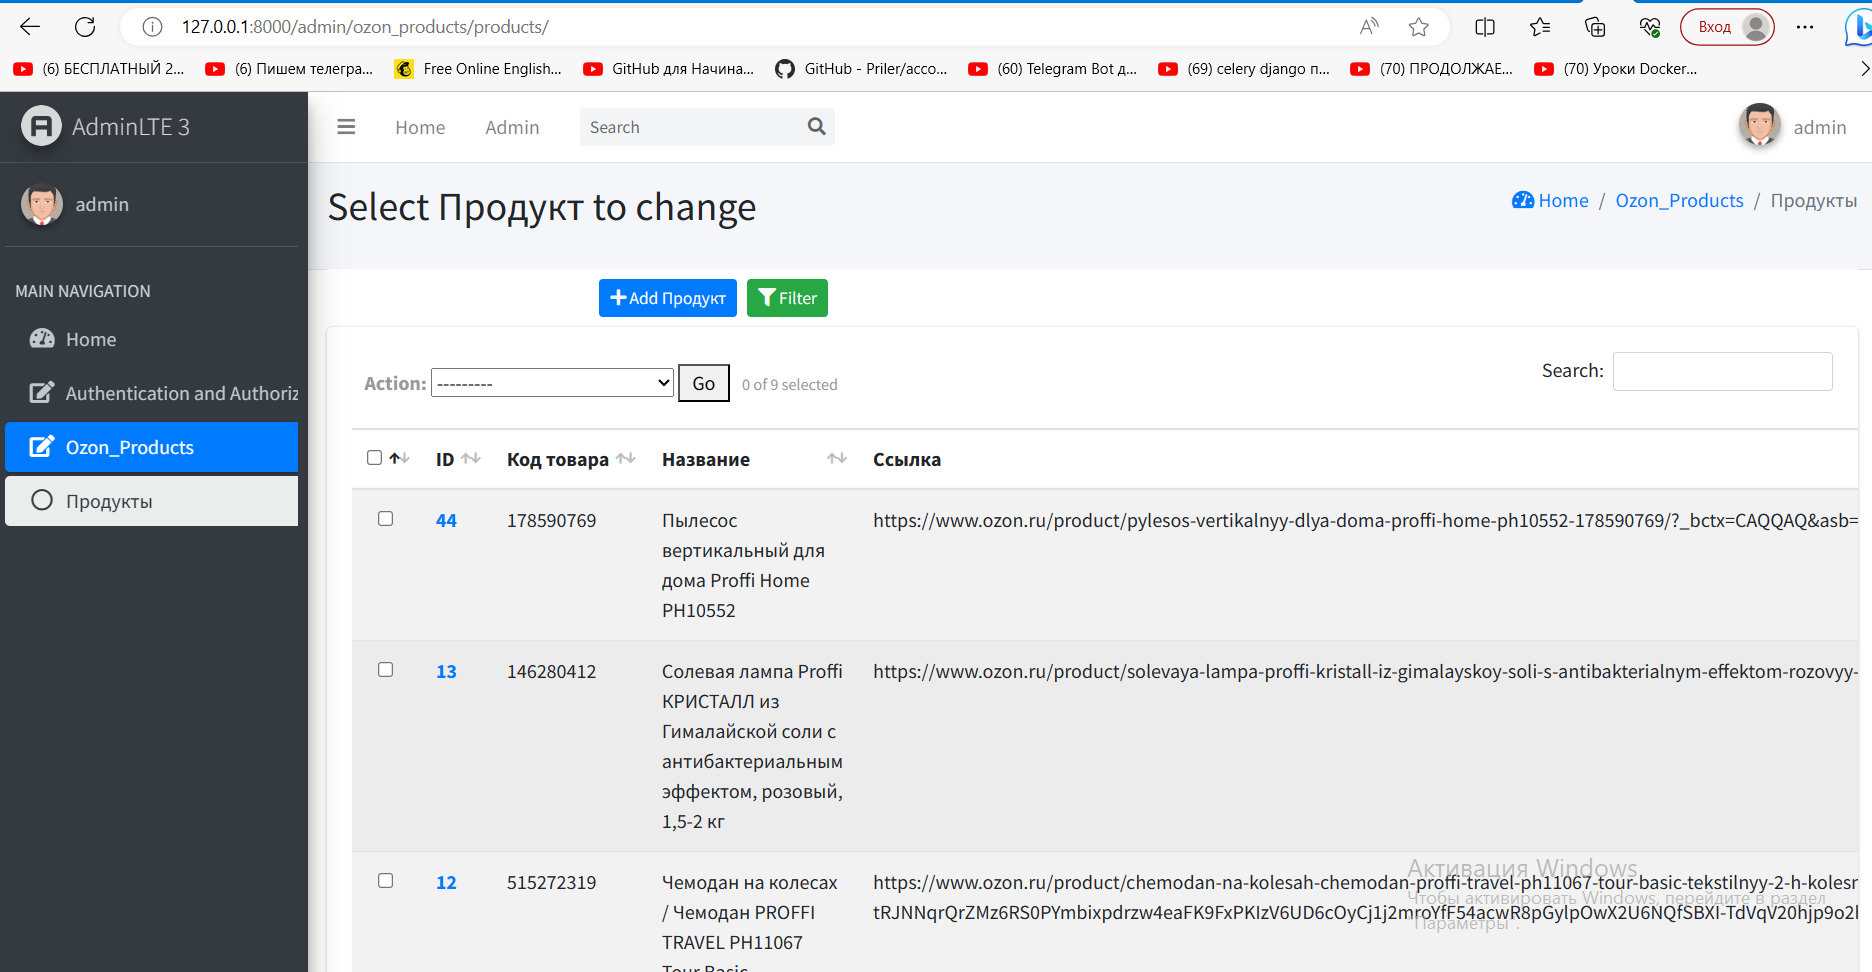 127.0.0.1:8000/admin/ozon_products/products/
Вход
(6) БЕСПЛАТНЫЙ 2...
(6) Пишем телегра...
Free Online English...
GitHub для Начина...
GitHub - Priler/acco...
(60) Telegram Bot д...
(69) celery django п...
(70) ПРОДОЛЖАЕ...
(70) Уроки Docker...
AdminLTE 3
Home
Admin
Search
admin
admin
Select Продукт to change
Home / Ozon_Products / Продукты
MAIN NAVIGATION
Home
Authentication and Authoriz
Ozon_Products
Продукты
Add Продукт
Filter
Action:
---------
Go
0 of 9 selected
Search:
ID
Код товара
Название
Ссылка
44
178590769
Пылесос
вертикальный для
дома Proffi Home
PH10552
https://www.ozon.ru/product/pylesos-vertikalnyy-dlya-doma-proffi-home-ph10552-178590769/?_bctx=CAQQAQ&asb=
13
146280412
Солевая лампа Proffi
КРИСТАЛЛ из
Гималайской соли с
антибактериальным
эффектом, розовый,
1,5-2 кг
https://www.ozon.ru/product/solevaya-lampa-proffi-kristall-iz-gimalayskoy-soli-s-antibakterialnym-effektom-rozovyy-
12
515272319
Чемодан на колесах
/ Чемодан PROFFI
TRAVEL PH11067
Tour Basic
https://www.ozon.ru/product/chemodan-na-kolesah-chemodan-proffi-travel-ph11067-tour-basic-tekstilnyy-2-h-kolesn
Активация Windows
Чтобы активировать Windows, перейдите в раздел
"Параметры".